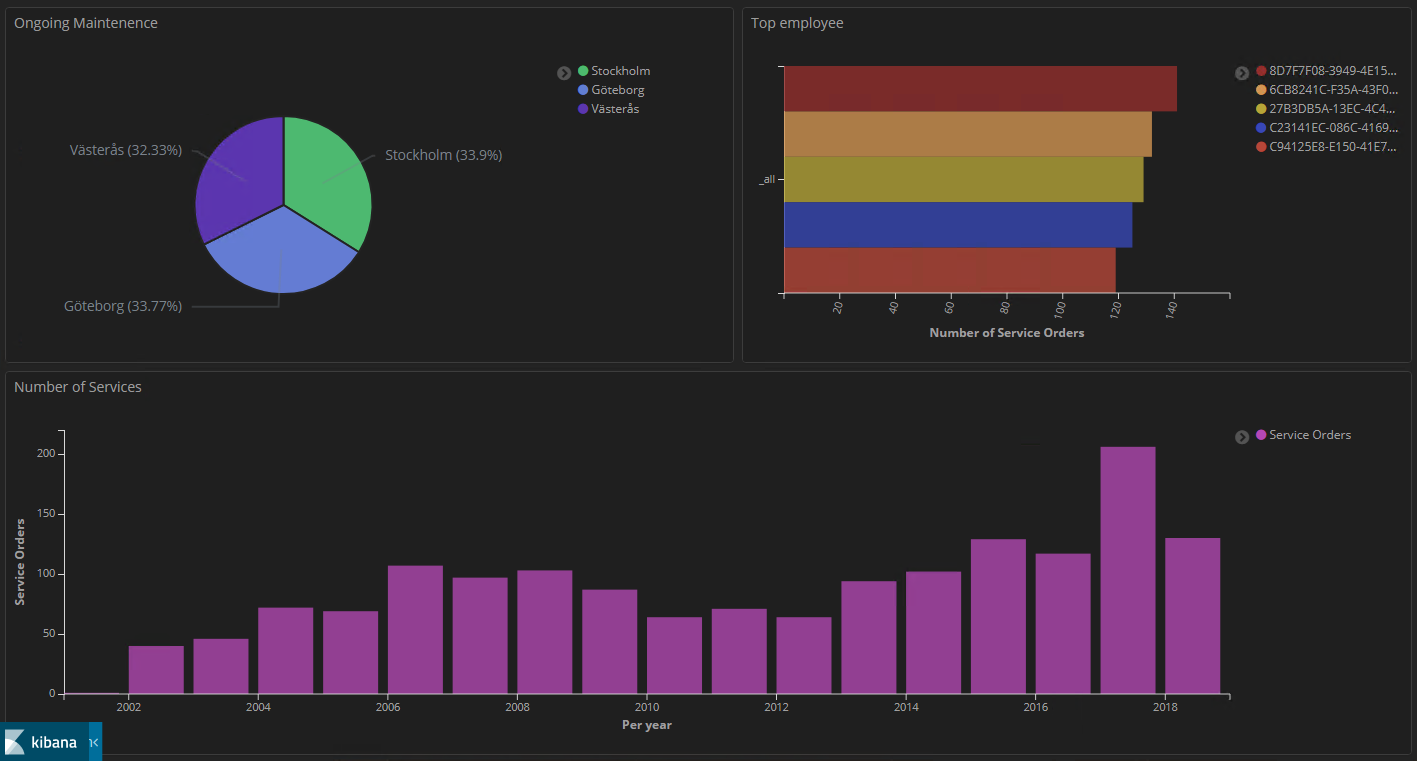 Ongoing Maintenence
Stockholm
Göteborg
Västerås
Västerås (32.33%)
Stockholm (33.9%)
Göteborg (33.77%)
Top employee
8D7F7F08-3949-4E15...
6CB8241C-F35A-43F0...
27B3DB5A-13EC-4C4...
C23141EC-086C-4169...
C94125E8-E150-41E7...
_all
20 40 60 80 100 120 140
Number of Service Orders
Number of Services
Service Orders
200
150
100
50
0
Service Orders
2002 2004 2006 2008 2010 2012 2014 2016 2018
Per year
kibana